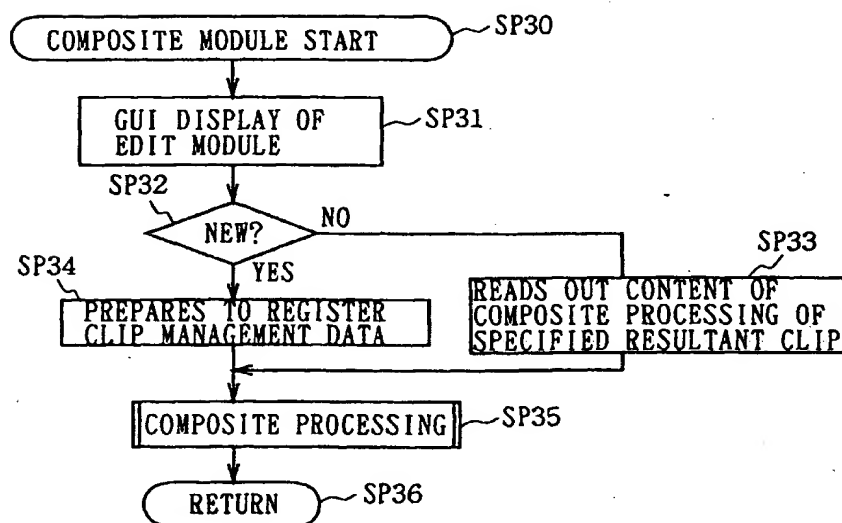 COMPOSITE MODULE START
SP30
GUI DISPLAY OF
EDIT MODULE
SP31
SP32
NEW?
NO
YES
SP33
READS OUT CONTENT OF
COMPOSITE PROCESSING OF
SPECIFIED RESULTANT CLIP
SP34
PREPARES TO REGISTER
CLIP MANAGEMENT DATA
COMPOSITE PROCESSING
SP35
RETURN
SP36